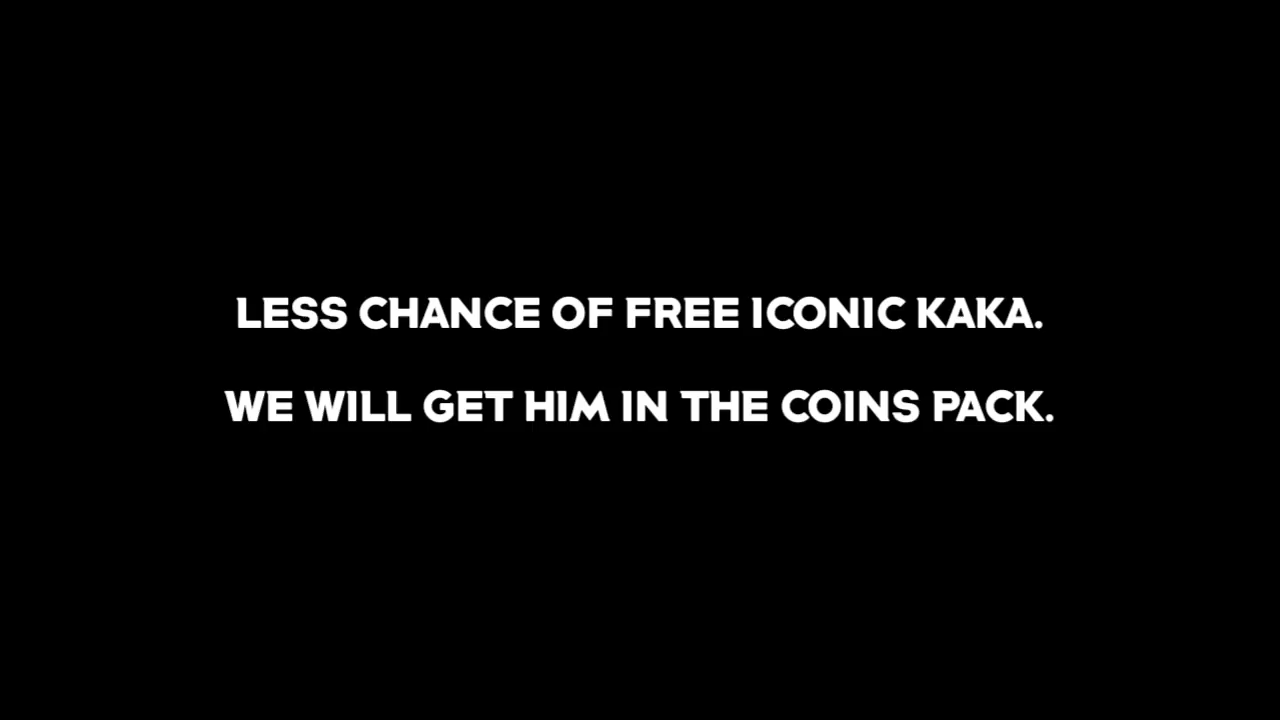 LESS CHANCE OF FREE ICONIC KAKA.
WE WILL GET HIM IN THE COINS PACK.